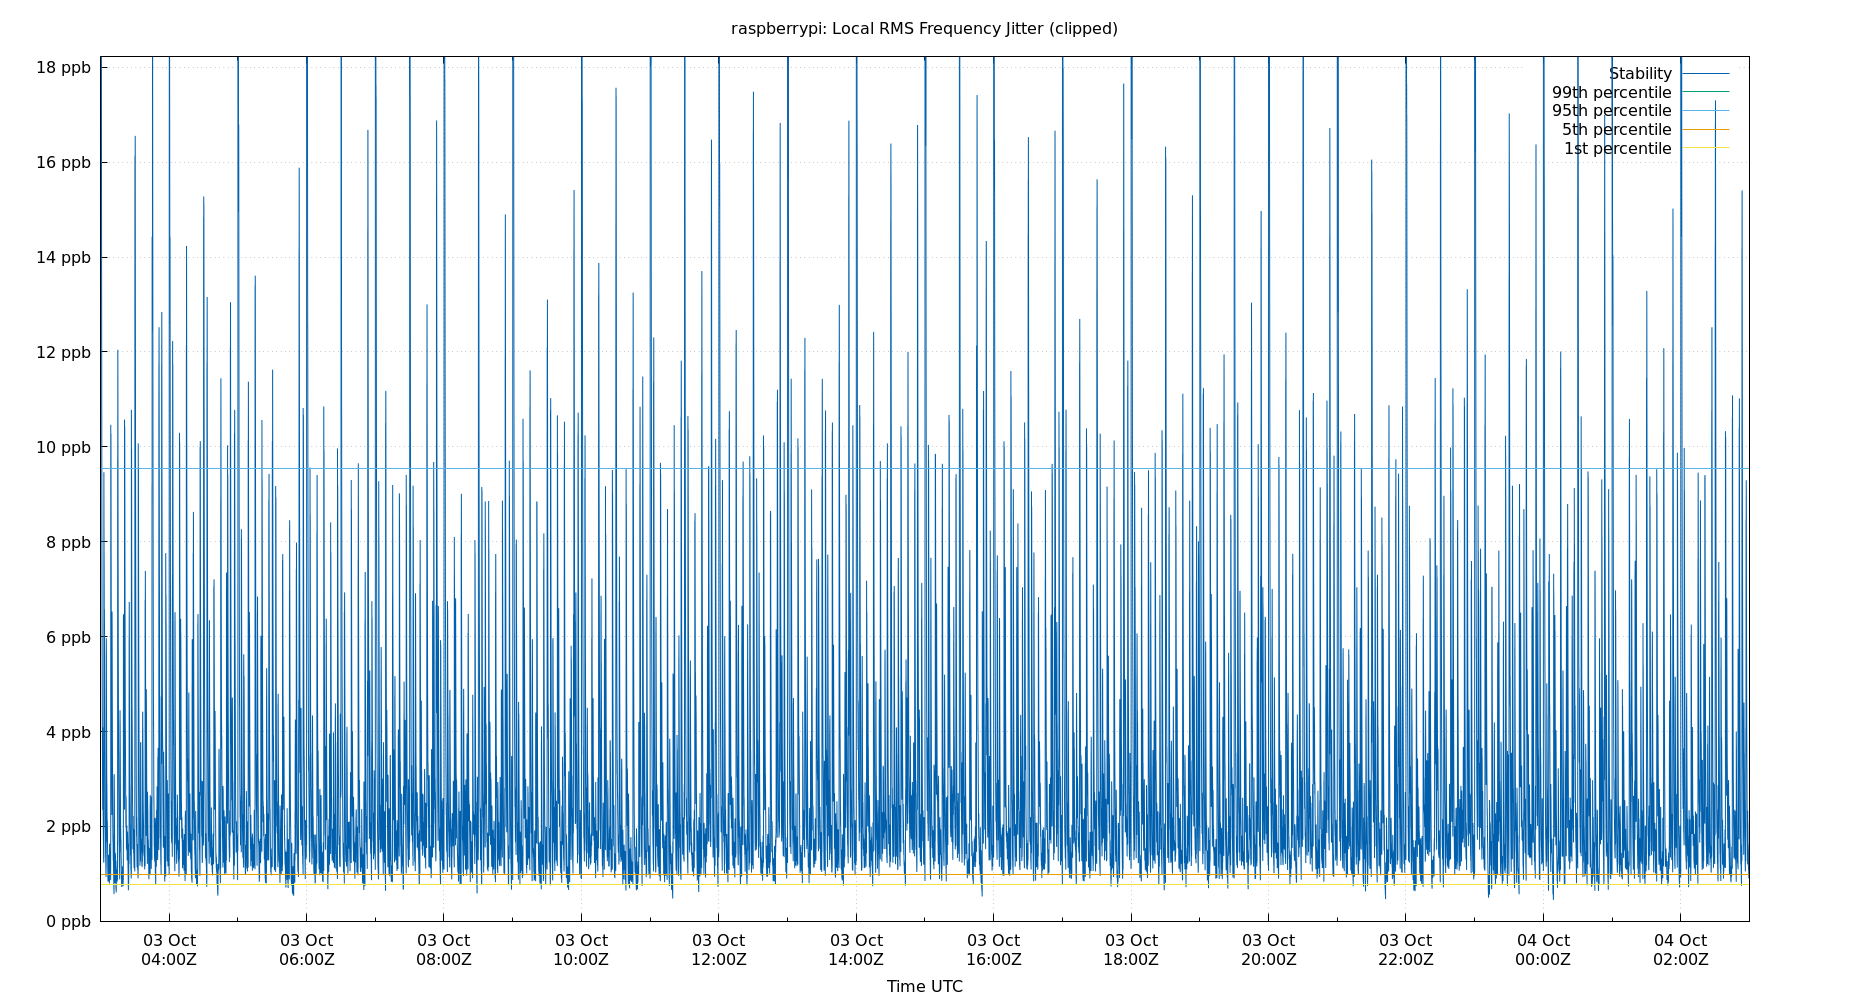 raspberrypi: Local RMS Frequency Jitter (clipped)
18 ppb
16 ppb
14 ppb
12 ppb
10 ppb
8 ppb
6 ppb
4 ppb
2 ppb
0 ppb
Stability
99th percentile
95th percentile
5th percentile
1st percentile
03 Oct 03 Oct 03 Oct 03 Oct 03 Oct 03 Oct 03 Oct 03 Oct 03 Oct 03 Oct 04 Oct 04 Oct
04:00Z 06:00Z 08:00Z 10:00Z 12:00Z 14:00Z 16:00Z 18:00Z 20:00Z 22:00Z 00:00Z 02:00Z
Time UTC